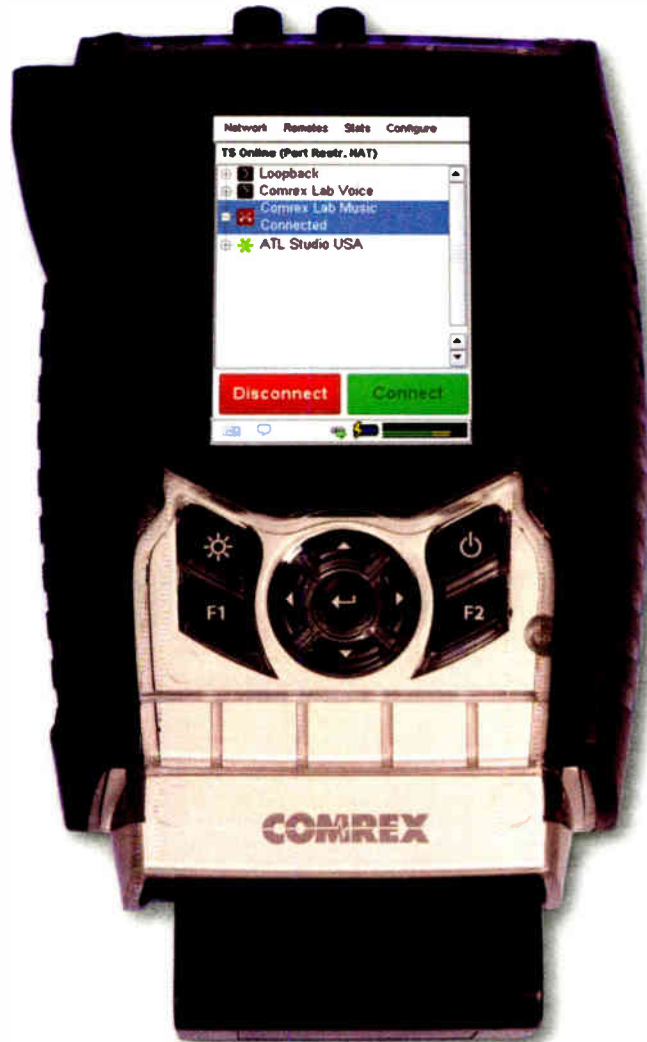 Network Remotes Stats Configure
TS Online (Port Restr. NAT)
Loopback
Comrex Lab Voice
Comrex Lab Music
Connected
ATL Studio USA
Disconnect Connect
F1 F2
COMREX